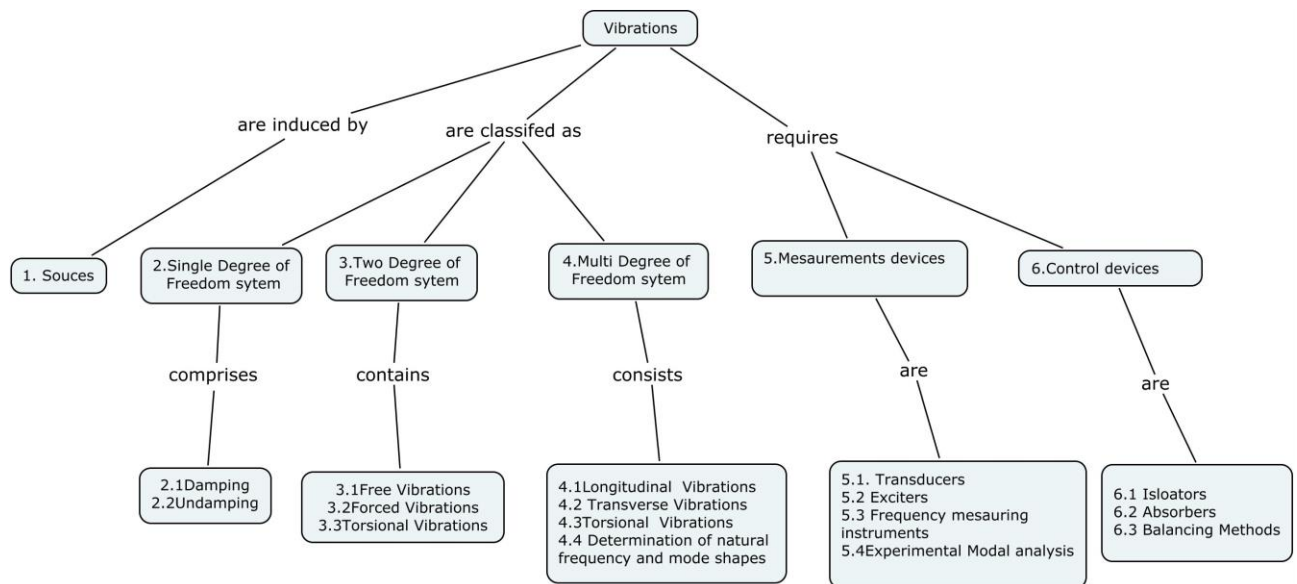 Vibrations
are induced by
are classifed as
requires
1. Souces
2.Single Degree of
Freedom sytem
3.Two Degree of
Freedom sytem
4.Multi Degree of
Freedom sytem
5.Mesaurements devices
6.Control devices
comprises
contains
consists
are
are
2.1Damping
2.2Undamping
3.1Free Vibrations
3.2Forced Vibrations
3.3Torsional Vibrations
4.1Longitudinal Vibrations
4.2 Transverse Vibrations
4.3Torsional Vibrations
4.4 Determination of natural
frequency and mode shapes
5.1. Transducers
5.2 Exciters
5.3 Frequency mesauring
instruments
5.4Experimental Modal analysis
6.1 Isloators
6.2 Absorbers
6.3 Balancing Methods